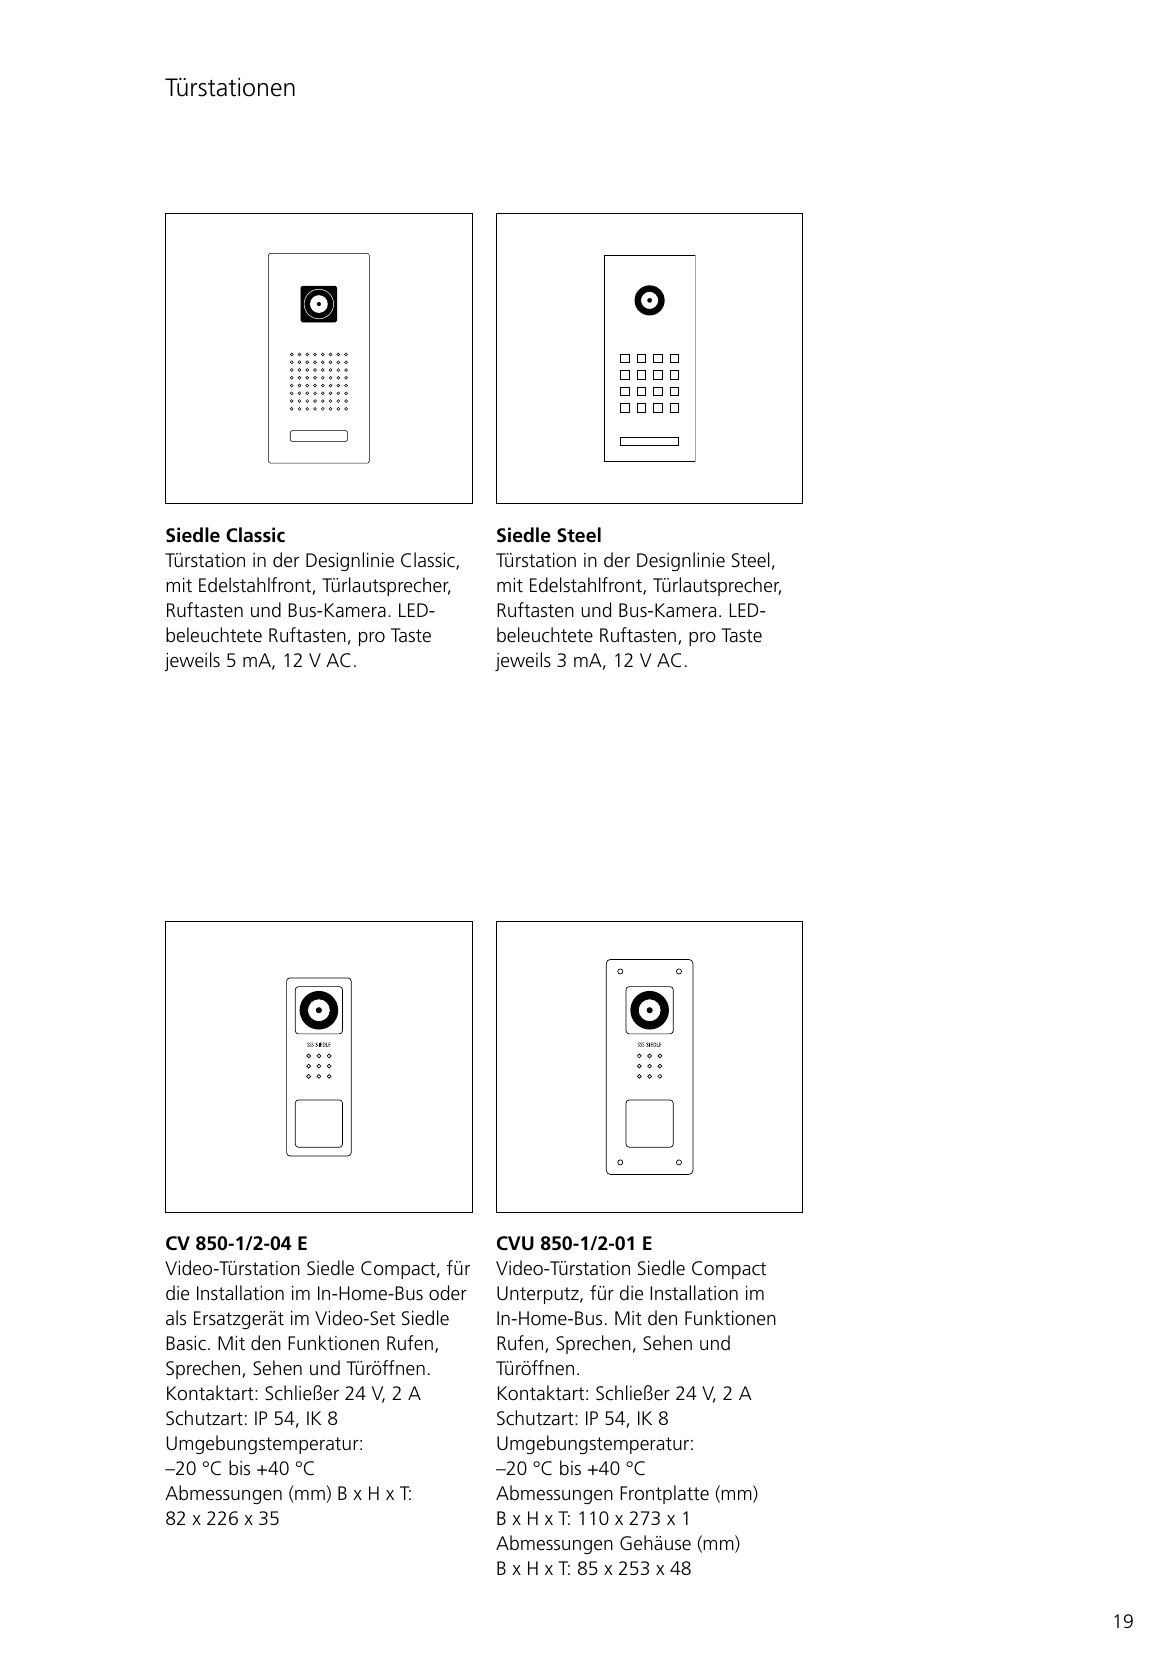 Türstationen
Siedle Classic
Türstation in der Designlinie Classic,
mit Edelstahlfront, Türlautsprecher,
Ruftasten und Bus-Kamera. LED-
beleuchtete Ruftasten, pro Taste
jeweils 5 mA, 12 V AC.
Siedle Steel
Türstation in der Designlinie Steel,
mit Edelstahlfront, Türlautsprecher,
Ruftasten und Bus-Kamera. LED-
beleuchtete Ruftasten, pro Taste
jeweils 3 mA, 12 V AC.
SSS SIEDLE
CV 850-1/2-04 E
Video-Türstation Siedle Compact, für
die Installation im In-Home-Bus oder
als Ersatzgerät im Video-Set Siedle
Basic. Mit den Funktionen Rufen,
Sprechen, Sehen und Türöffnen.
Kontaktart: Schließer 24 V, 2 A
Schutzart: IP 54, IK 8
Umgebungstemperatur:
–20 °C bis +40 °C
Abmessungen (mm) B x H x T:
82 x 226 x 35
SSS SIEDLE
CVU 850-1/2-01 E
Video-Türstation Siedle Compact
Unterputz, für die Installation im
In-Home-Bus. Mit den Funktionen
Rufen, Sprechen, Sehen und
Türöffnen.
Kontaktart: Schließer 24 V, 2 A
Schutzart: IP 54, IK 8
Umgebungstemperatur:
–20 °C bis +40 °C
Abmessungen Frontplatte (mm)
B x H x T: 110 x 273 x 1
Abmessungen Gehäuse (mm)
B x H x T: 85 x 253 x 48
19